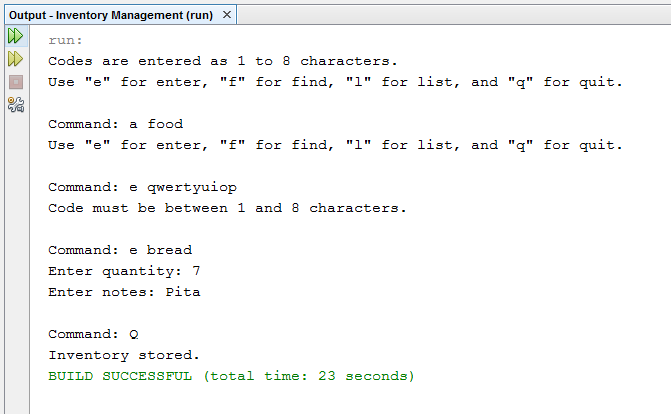 Output - Inventory Management (run)
run:
Codes are entered as 1 to 8 characters.
Use "e" for enter, "f" for find, "l" for list, and "q" for quit.
Command: a food
Use "e" for enter, "f" for find, "l" for list, and "q" for quit.
Command: e qwertyuiop
Code must be between 1 and 8 characters.
Command: e bread
Enter quantity: 7
Enter notes: Pita
Command: Q
Inventory stored.
BUILD SUCCESSFUL (total time: 23 seconds)